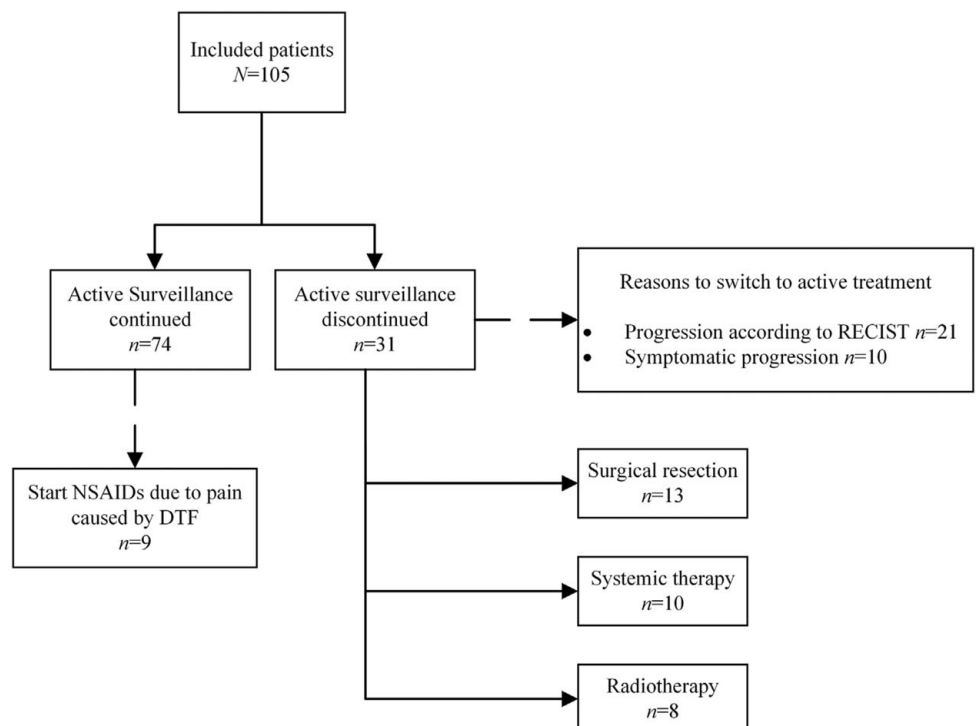 Included patients
N=105
Active Surveillance
continued
n=74
Active surveillance
discontinued
n=31
Reasons to switch to active treatment
• Progression according to RECIST n=21
• Symptomatic progression n=10
Start NSAIDs due to pain
caused by DTF
n=9
Surgical resection
n=13
Systemic therapy
n=10
Radiotherapy
n=8